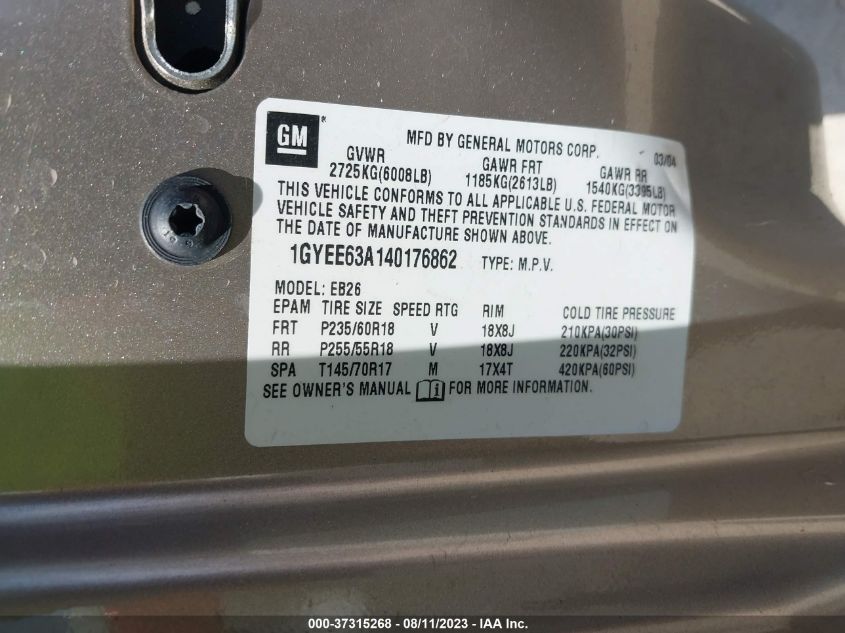 GM®
MFD BY GENERAL MOTORS CORP. 03/04
GVWR GAWR FRT GAWR RR
2725KG(6008LB) 1185KG(2613LB) 1540KG(3395LB)
THIS VEHICLE CONFORMS TO ALL APPLICABLE U.S. FEDERAL MOTOR
VEHICLE SAFETY AND THEFT PREVENTION STANDARDS IN EFFECT ON
THE DATE OF MANUFACTURE SHOWN ABOVE.
1GYEE63A140176862 TYPE: M.P.V.
MODEL: EB26
EPAM TIRE SIZE SPEED RTG RIM COLD TIRE PRESSURE
FRT P235/60R18 V 18X8J 210KPA(30PSI)
RR P255/55R18 V 18X8J 220KPA(32PSI)
SPA T145/70R17 M 17X4T 420KPA(60PSI)
SEE OWNER'S MANUAL i FOR MORE INFORMATION.
000-37315268 - 08/11/2023 - IAAI, Inc.